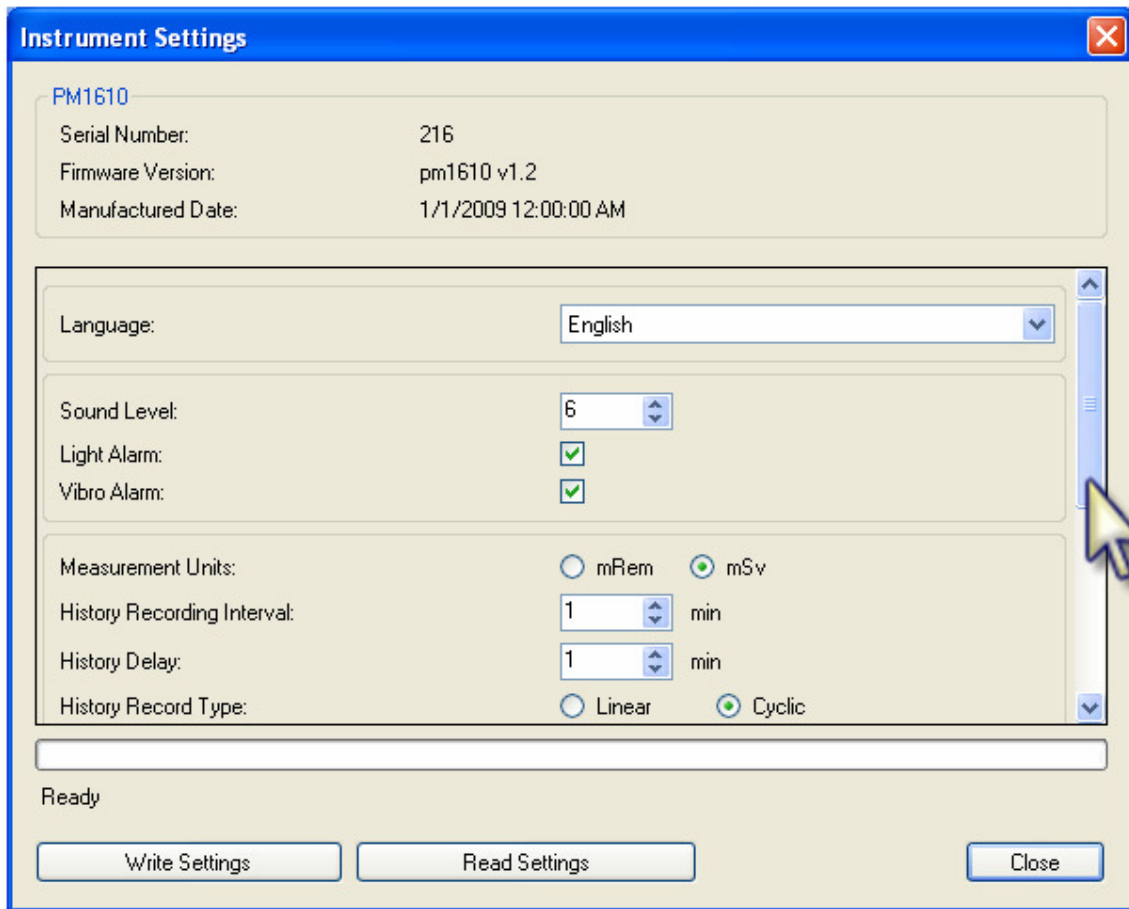 Instrument Settings
PM1610
Serial Number: 216
Firmware Version: pm1610 v1.2
Manufactured Date: 1/1/2009 12:00:00 AM
Language: English
Sound Level: 6
Light Alarm:
Vibro Alarm:
Measurement Units: mRem mSv
History Recording Interval: 1 min
History Delay: 1 min
History Record Type: Linear Cyclic
Ready
Write Settings Read Settings Close